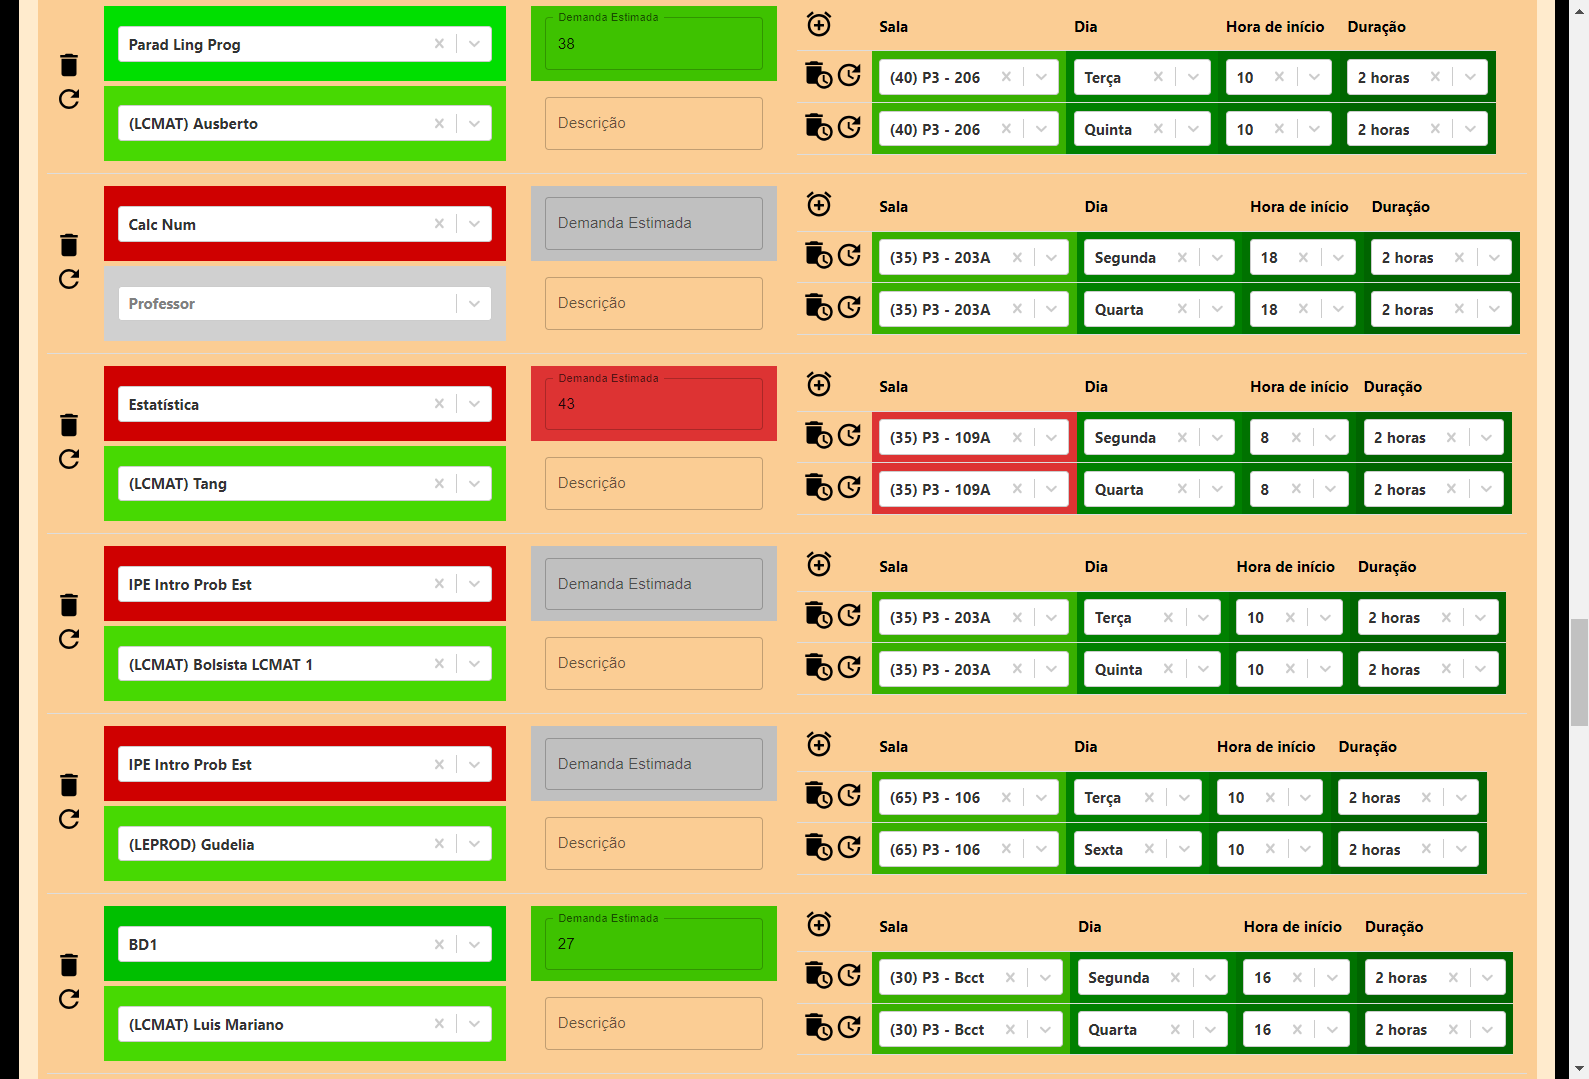 Parad Ling Prog
Demanda Estimada
38
Sala Dia Hora de início Duração
(40) P3 - 206 Terça 10 2 horas
(LCMAT) Ausberto
Descrição
(40) P3 - 206 Quinta 10 2 horas
Calc Num
Demanda Estimada
Sala Dia Hora de início Duração
(35) P3 - 203A Segunda 18 2 horas
Professor
Descrição
(35) P3 - 203A Quarta 18 2 horas
Estatística
Demanda Estimada
43
Sala Dia Hora de início Duração
(35) P3 - 109A Segunda 8 2 horas
(LCMAT) Tang
Descrição
(35) P3 - 109A Quarta 8 2 horas
IPE Intro Prob Est
Demanda Estimada
Sala Dia Hora de início Duração
(35) P3 - 203A Terça 10 2 horas
(LCMAT) Bolsista LCMAT 1
Descrição
(35) P3 - 203A Quinta 10 2 horas
IPE Intro Prob Est
Demanda Estimada
Sala Dia Hora de início Duração
(65) P3 - 106 Terça 10 2 horas
(LEPROD) Gudelia
Descrição
(65) P3 - 106 Sexta 10 2 horas
BD1
Demanda Estimada
27
Sala Dia Hora de início Duração
(30) P3 - Bcct Segunda 16 2 horas
(LCMAT) Luis Mariano
Descrição
(30) P3 - Bcct Quarta 16 2 horas